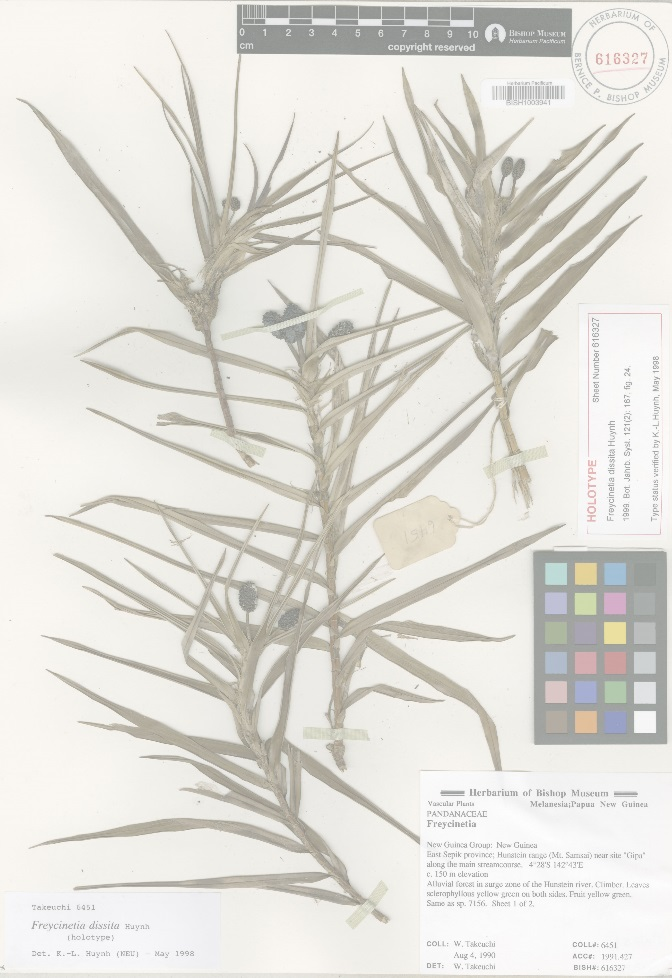 0 1 2 3 4 5 6 7 8 9 10
cm
copyright reserved
BISHOP MUSEUM
Herbarium Pacificum
HERBARIUM OF
616327
BERNICE P. BISHOP MUSEUM
Herbarium Pacificum
BISH1003941
HOLOTYPE
Sheet Number 616327
Freycinetia dissita Huynh
1999. Bot. Jahrb. Syst. 121(2): 167. fig. 24.
Type status verified by K.-L.Huynh, May 1998
Herbarium of Bishop Museum
Vascular Plants Melanesia;Papua New Guinea
PANDANACEAE
Freycinetia
New Guinea Group: New Guinea
East Sepik province; Hunstein range (Mt. Samsai) near site "Gipa"
along the main streamcourse. 4°28'S 142°43'E
c. 150 m elevation
Alluvial forest in surge zone of the Hunstein river. Climber. Leaves
sclerophyllous yellow green on both sides. Fruit yellow green.
Same as sp. 7156. Sheet 1 of 2.
COLL: W. Takeuchi COLL#: 6451
Aug 4, 1990 ACC#: 1991.427
DET: W. Takeuchi BISH#: 616327
Takeuchi 6451
Freycinetia dissita Huynh
(holotype)
Det. K.-L. Huynh (NEU) - May 1998